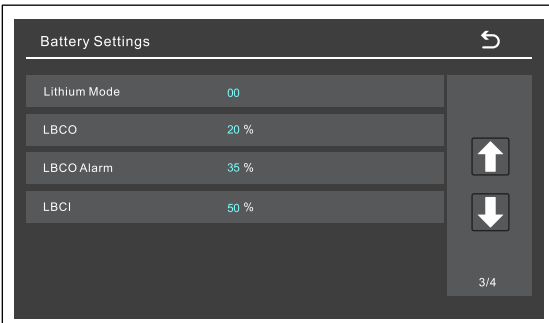 Battery Settings
Lithium Mode 00
LBCO 20 %
LBCO Alarm 35 %
LBCI 50 %
3/4